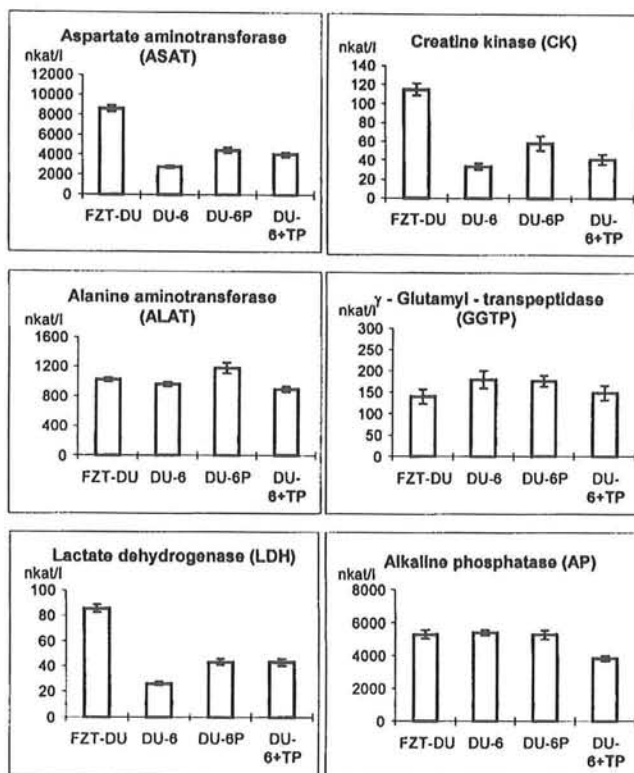 Aspartate aminotransferase
nkat/l
(ASAT)
12000
10000
8000
6000
4000
2000
0
FZT-DU DU-6 DU-6P DU-
6+TP
Creatine kinase (CK)
nkat/l
140
120
100
80
60
40
20
0
FZT-DU DU-6 DU-6P DU-
6+TP
Alanine aminotransferase
nkat/l
(ALAT)
1600
1200
800
400
0
FZT-DU DU-6 DU-6P DU-
6+TP
γ - Glutamyl - transpeptidase
nkat/l
(GGTP)
300
250
200
150
100
50
0
FZT-DU DU-6 DU-6P DU-
6+TP
Lactate dehydrogenase (LDH)
nkat/l
100
80
60
40
20
0
FZT-DU DU-6 DU-6P DU-
6+TP
Alkaline phosphatase (AP)
nkat/l
8000
6000
4000
2000
0
FZT-DU DU-6 DU-6P DU-
6+TP